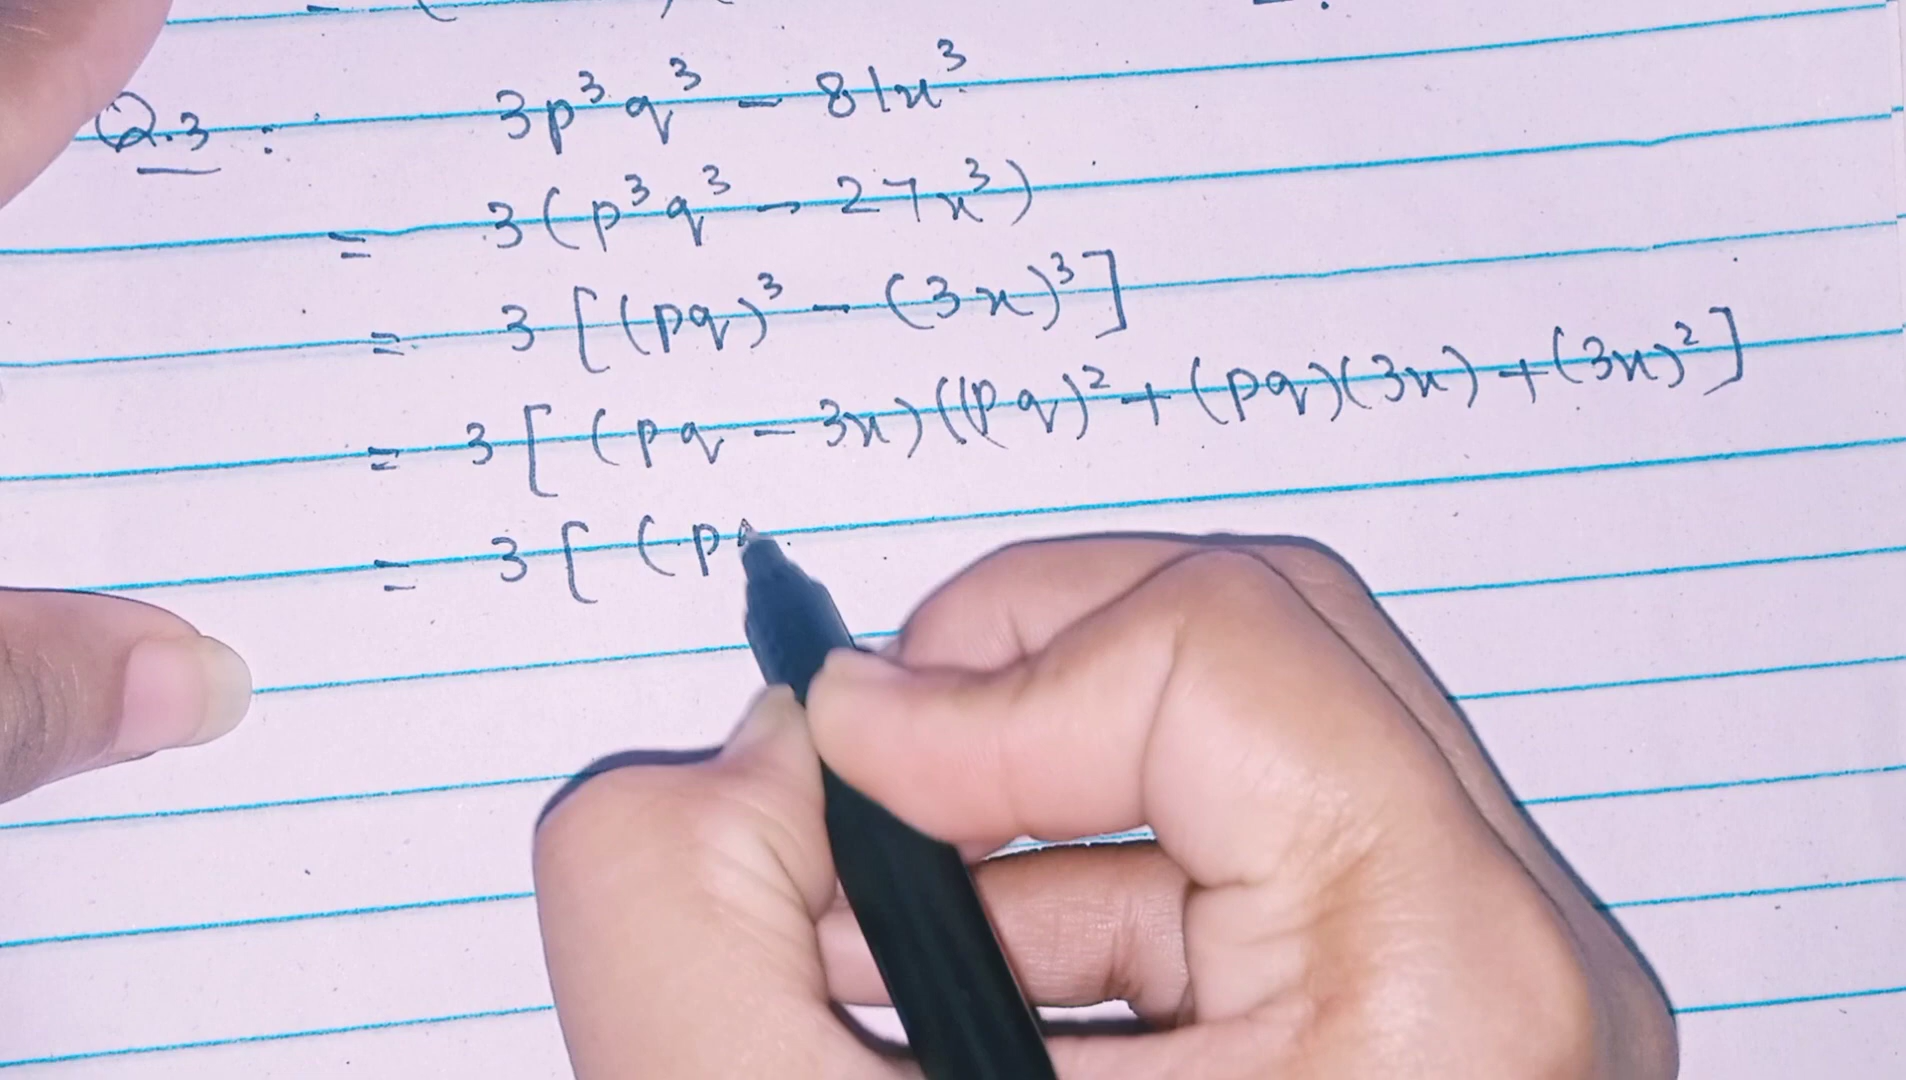 Q.3 : 3p³q³ - 81x³
= 3(p³q³ - 27x³)
= 3[(pq)³ - (3x)³]
= 3[(pq - 3x)((pq)² + (pq)(3x) + (3x)²]
= 3[(p